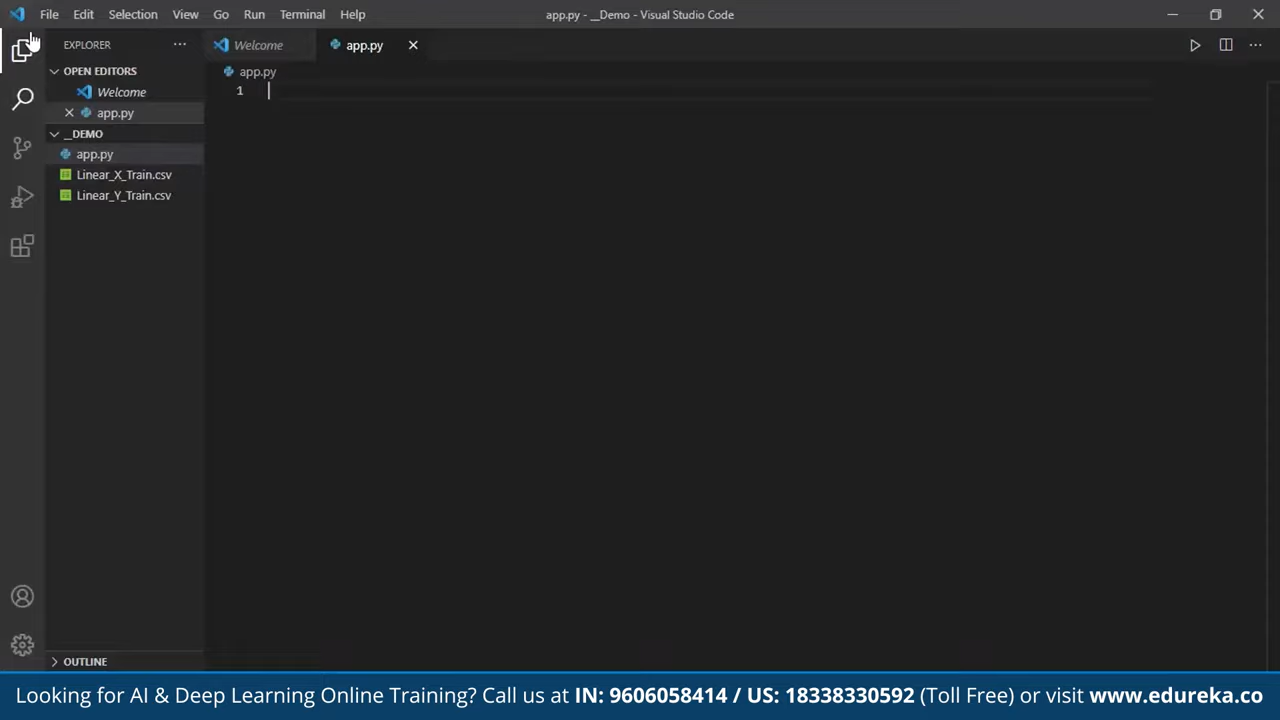 File Edit Selection View Go Run Terminal Help app.py - __Demo - Visual Studio Code
EXPLORER
Welcome app.py
OPEN EDITORS
Welcome
app.py
__DEMO
app.py
Linear_X_Train.csv
Linear_Y_Train.csv
OUTLINE
app.py
1
Looking for AI & Deep Learning Online Training? Call us at IN: 9606058414 / US: 18338330592 (Toll Free) or visit www.edureka.co